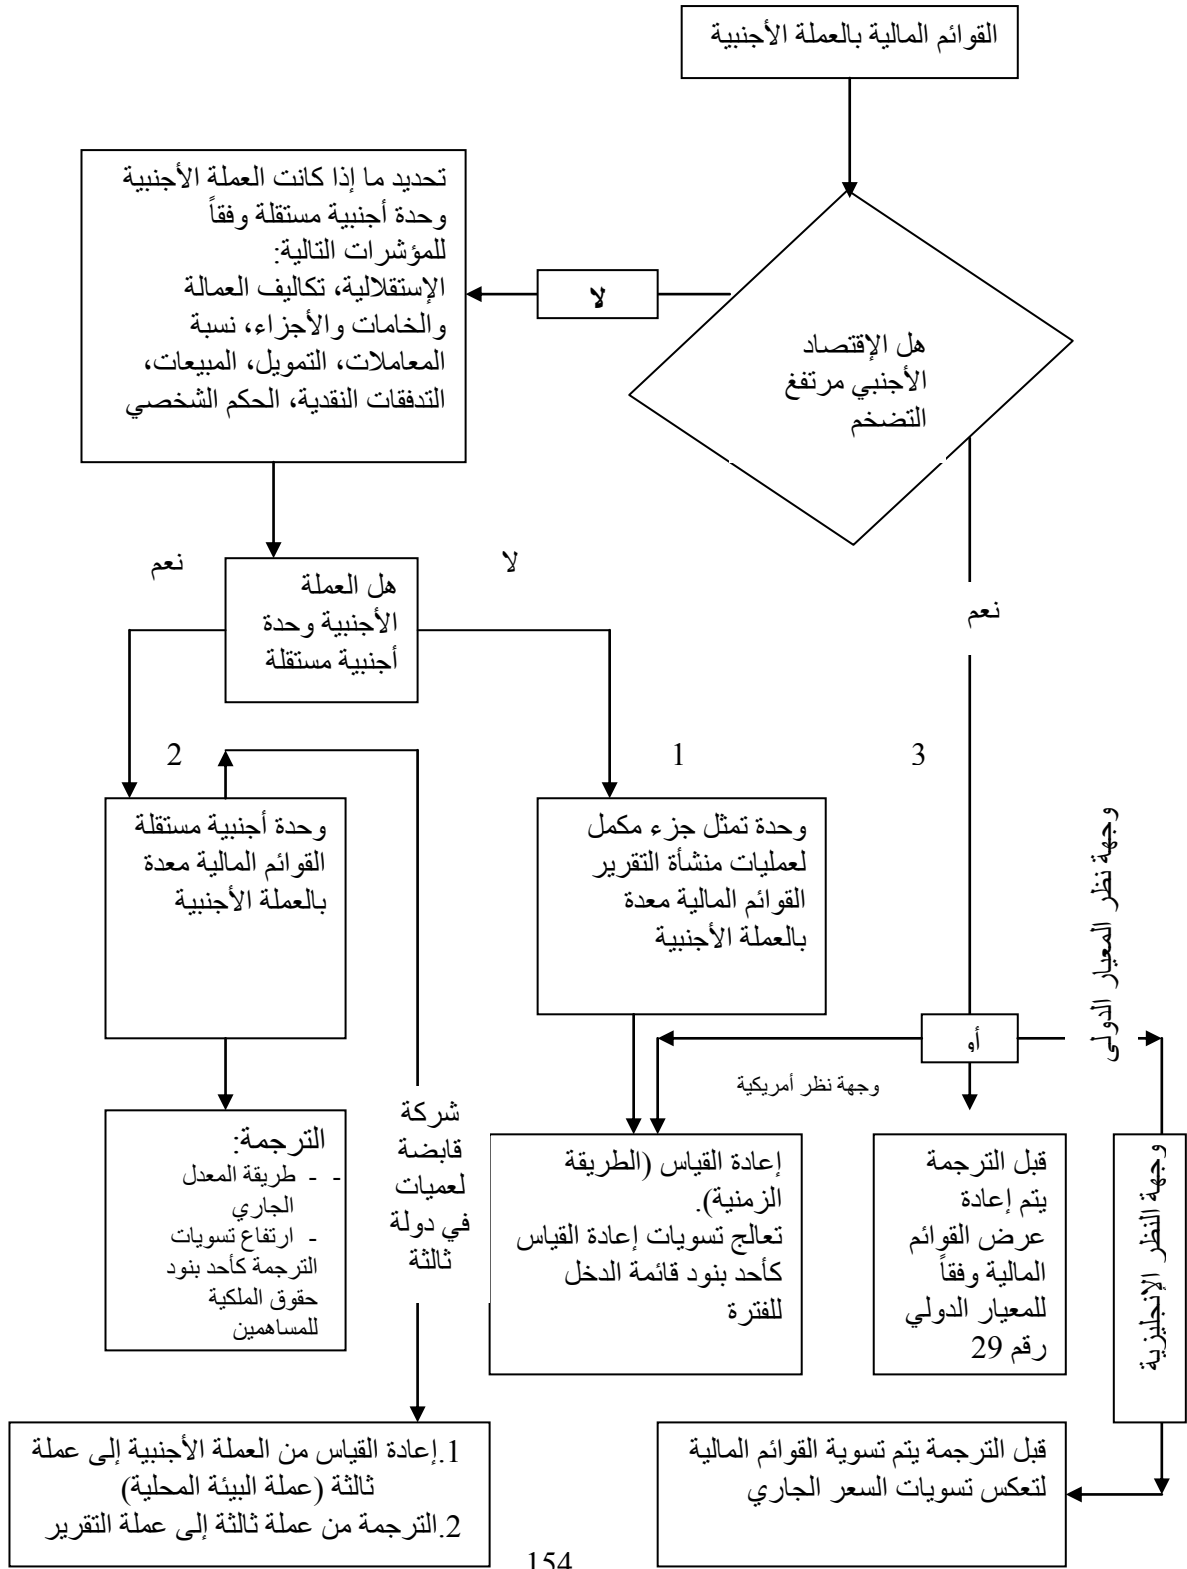 القوائم المالية بالعملة الأجنبية
هل الإقتصاد
الأجنبي مرتفغ
التضخم
لا
تحديد ما إذا كانت العملة الأجنبية
وحدة أجنبية مستقلة وفقاً
للمؤشرات التالية:
الإستقلالية، تكاليف العمالة
والخامات والأجزاء، نسبة
المعاملات، التمويل، المبيعات،
التدفقات النقدية، الحكم الشخصي
نعم
لا
هل العملة
الأجنبية وحدة
أجنبية مستقلة
نعم
3
1
2
وحدة تمثل جزء مكمل
لعمليات منشأة التقرير
القوائم المالية معدة
بالعملة الأجنبية
وحدة أجنبية مستقلة
القوائم المالية معدة
بالعملة الأجنبية
وجهة نظر المعيار الدولى
أو
وجهة نظر أمريكية
وجهة النظر الإنجليزية
قبل الترجمة
يتم إعادة
عرض القوائم
المالية وفقاً
للمعيار الدولي
رقم 29
إعادة القياس (الطريقة
الزمنية).
تعالج تسويات إعادة القياس
كأحد بنود قائمة الدخل
للفترة
شركة
قابضة
لعميات
في دولة
ثالثة
الترجمة:
- - طريقة المعدل
الجاري
- ارتفاع تسويات
الترجمة كأحد بنود
حقوق الملكية
للمساهمين
قبل الترجمة يتم تسوية القوائم المالية
لتعكس تسويات السعر الجاري
1.إعادة القياس من العملة الأجنبية إلى عملة
ثالثة (عملة البيئة المحلية)
2.الترجمة من عملة ثالثة إلى عملة التقرير
154